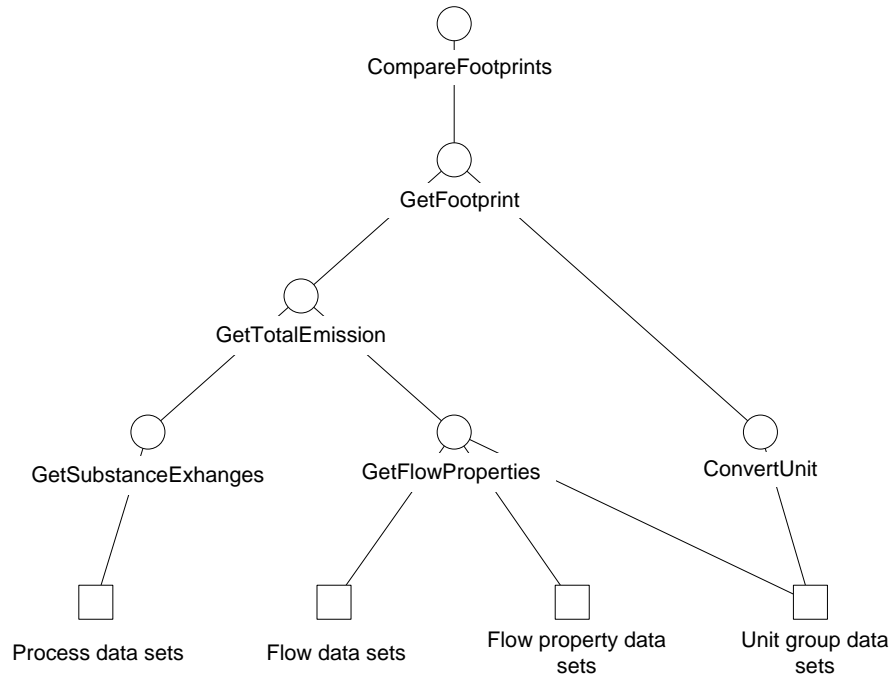 CompareFootprints
GetFootprint
GetTotalEmission
GetSubstanceExhanges
GetFlowProperties
ConvertUnit
Process data sets
Flow data sets
Flow property data
sets
Unit group data
sets